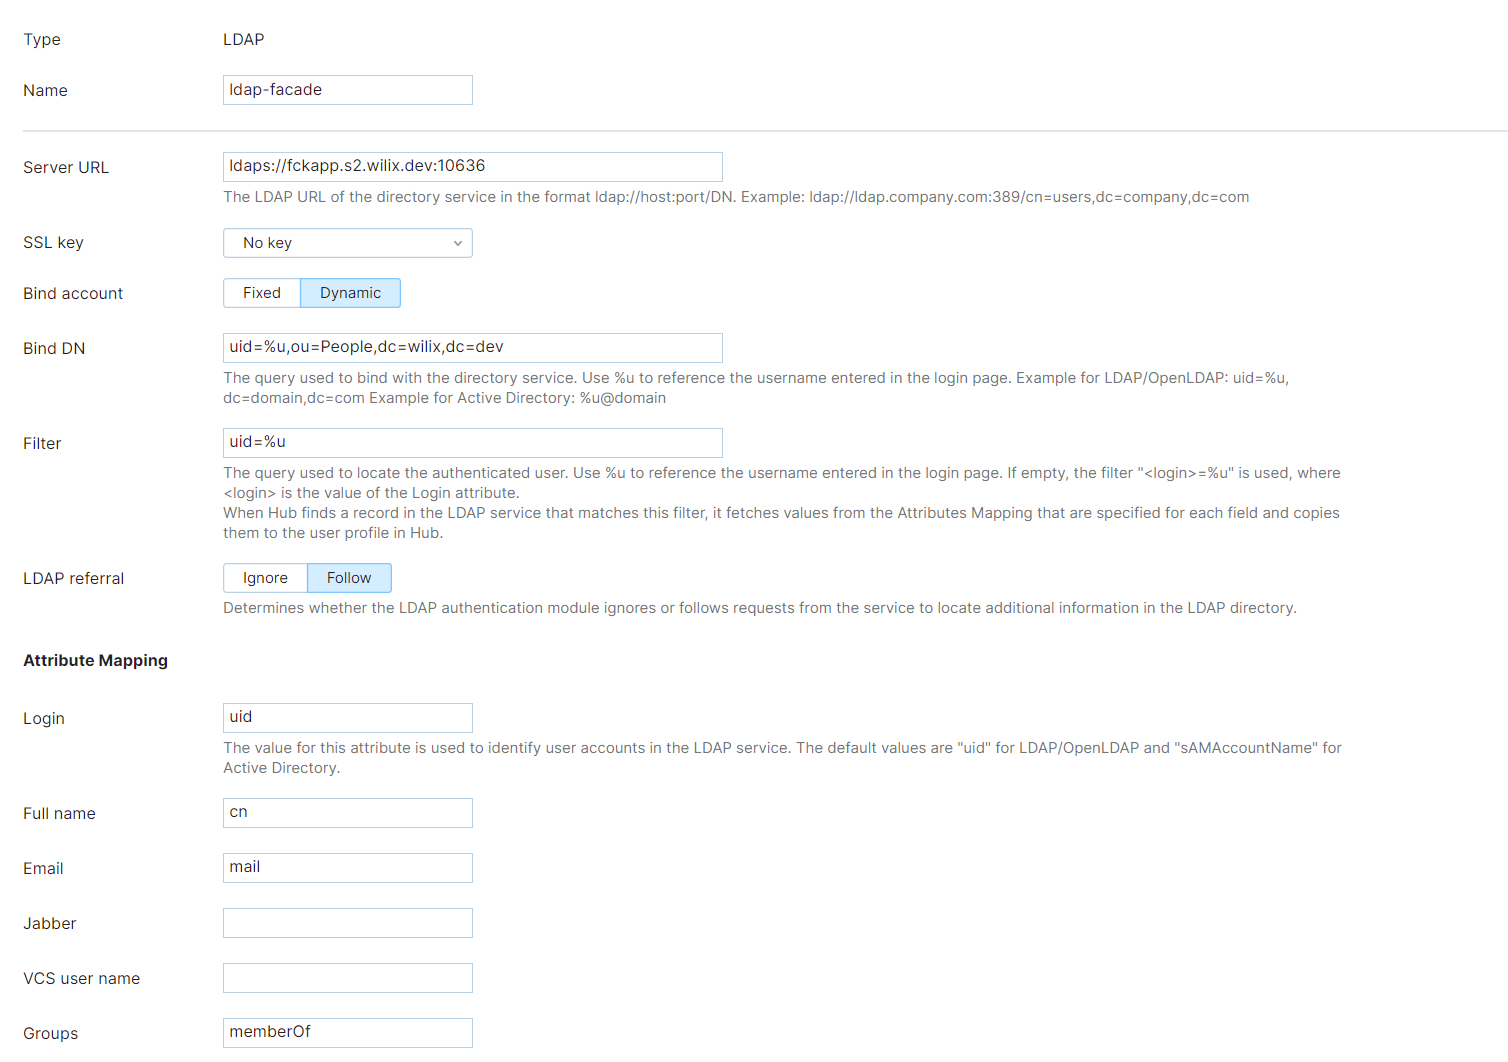 Type LDAP
Name ldap-facade
Server URL ldaps://fckapp.s2.wilix.dev:10636
The LDAP URL of the directory service in the format ldap://host:port/DN. Example: ldap://ldap.company.com:389/cn=users,dc=company,dc=com
SSL key No key
Bind account Fixed Dynamic
Bind DN uid=%u,ou=People,dc=wilix,dc=dev
The query used to bind with the directory service. Use %u to reference the username entered in the login page. Example for LDAP/OpenLDAP: uid=%u,
dc=domain,dc=com Example for Active Directory: %u@domain
Filter uid=%u
The query used to locate the authenticated user. Use %u to reference the username entered in the login page. If empty, the filter "<login>=%u" is used, where
<login> is the value of the Login attribute.
When Hub finds a record in the LDAP service that matches this filter, it fetches values from the Attributes Mapping that are specified for each field and copies
them to the user profile in Hub.
LDAP referral Ignore Follow
Determines whether the LDAP authentication module ignores or follows requests from the service to locate additional information in the LDAP directory.
Attribute Mapping
Login uid
The value for this attribute is used to identify user accounts in the LDAP service. The default values are "uid" for LDAP/OpenLDAP and "sAMAccountName" for
Active Directory.
Full name cn
Email mail
Jabber
VCS user name
Groups memberOf